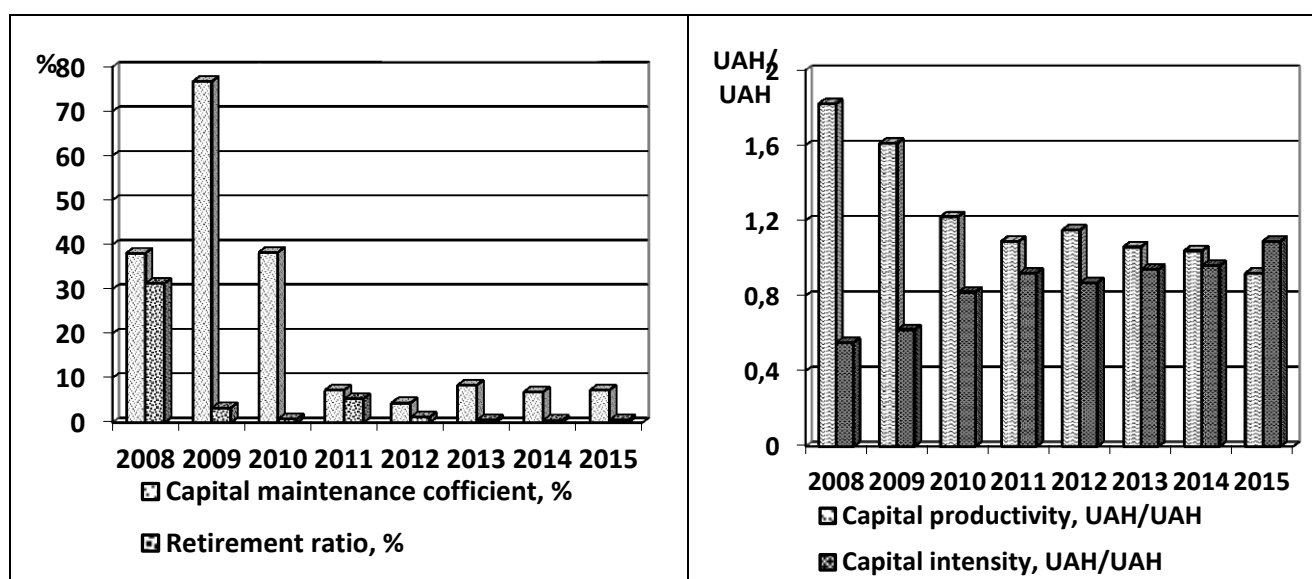 %
80
70
60
50
40
30
20
10
0
2008 2009 2010 2011 2012 2013 2014 2015
Capital maintenance cofficient, %
Retirement ratio, %
UAH/
UAH
2
1,6
1,2
0,8
0,4
0
2008 2009 2010 2011 2012 2013 2014 2015
Capital productivity, UAH/UAH
Capital intensity, UAH/UAH